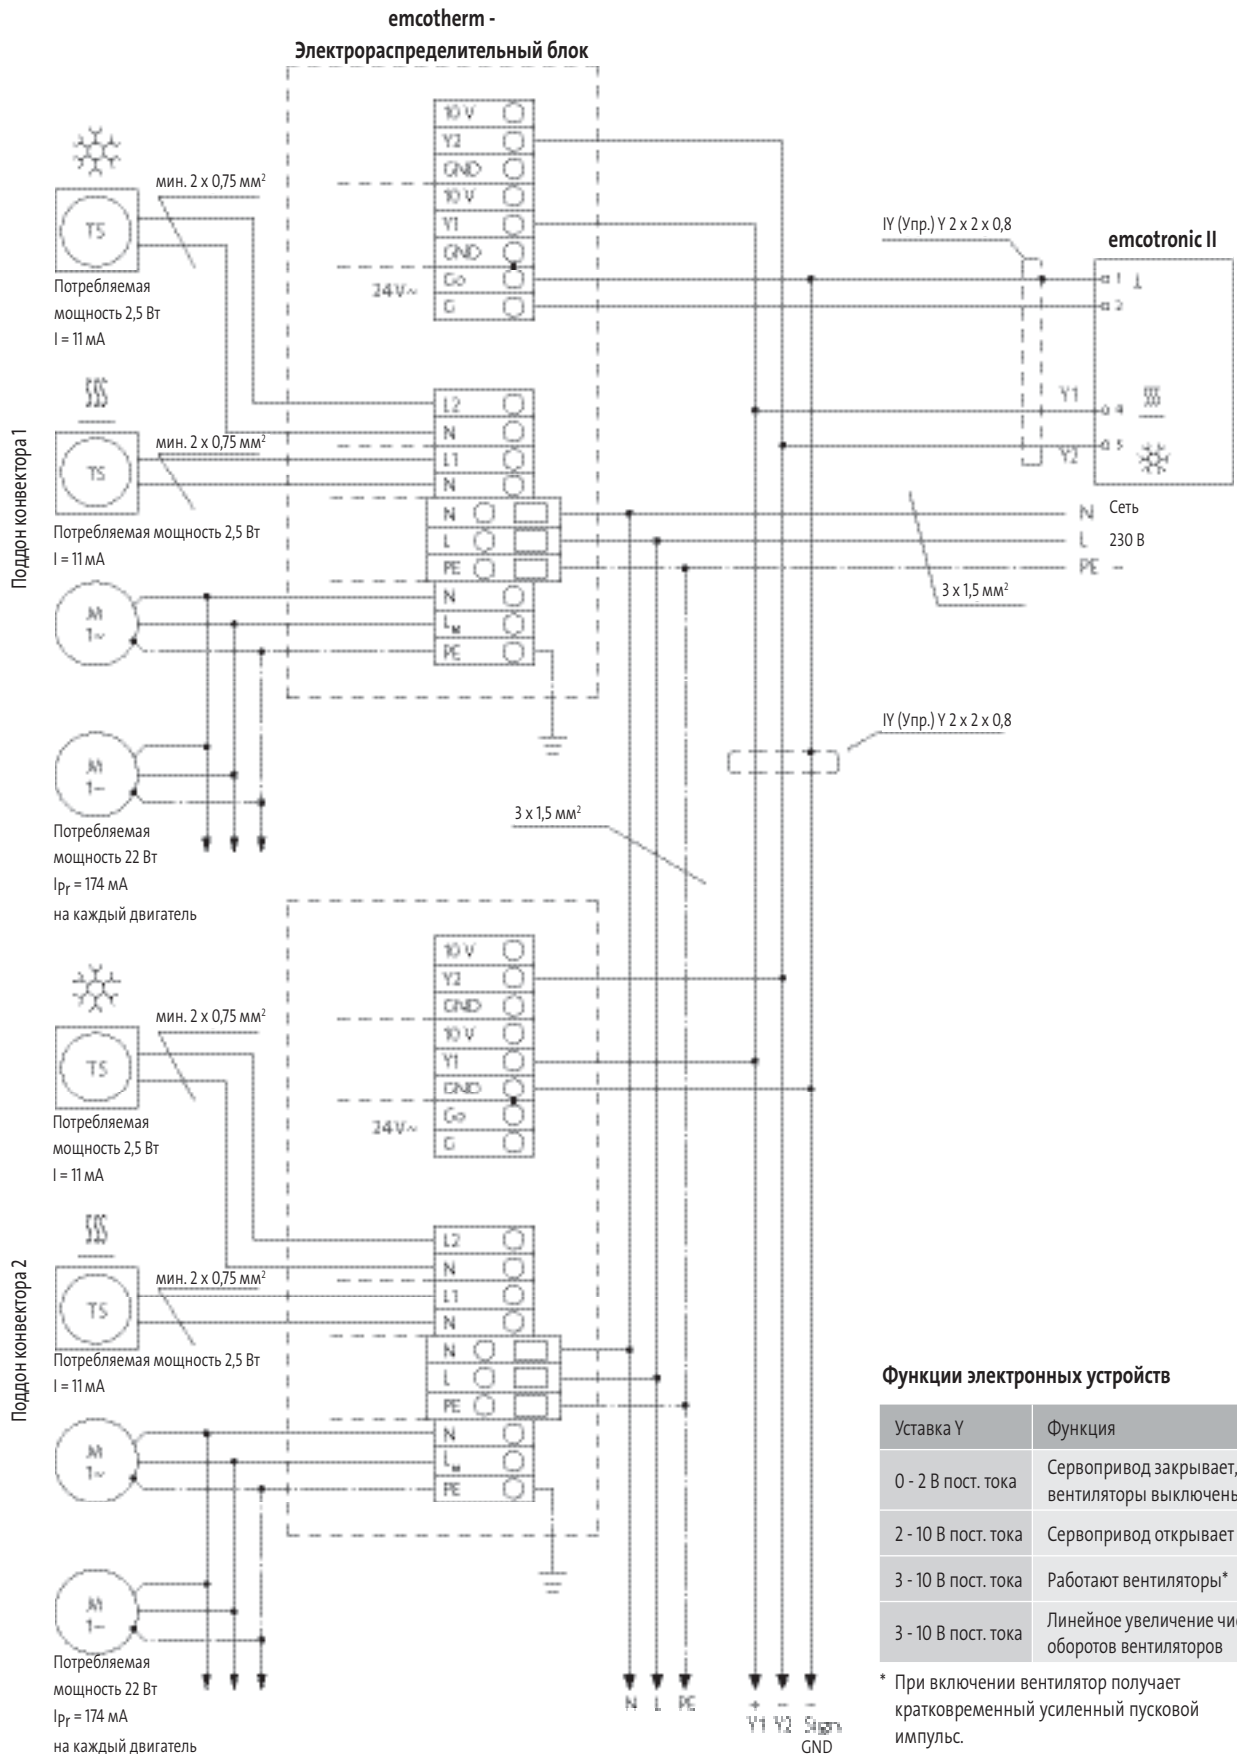 emcotherm -
Электрораспределительный блок
10 V
Y2
GND
10 V
Y1
GND
24V~
Go
G
мин. 2 x 0,75 мм²
TS
Потребляемая
мощность 2,5 Вт
I = 11 мА
IY (Упр.) Y 2 x 2 x 0,8
emcotronic II
1 ⊥
2
Y1
4
Y2
5
Поддон конвектора 1
L2
N
L1
N
N
L
PE
N
LM
PE
мин. 2 x 0,75 мм²
TS
Потребляемая мощность 2,5 Вт
I = 11 мА
N Сеть
L 230 В
PE
3 x 1,5 мм²
M
1~
M
1~
Потребляемая
мощность 22 Вт
IPr = 174 мА
на каждый двигатель
IY (Упр.) Y 2 x 2 x 0,8
3 x 1,5 мм²
10 V
Y2
GND
10 V
Y1
GND
24V~
Go
G
мин. 2 x 0,75 мм²
TS
Потребляемая
мощность 2,5 Вт
I = 11 мА
Поддон конвектора 2
L2
N
L1
N
N
L
PE
N
LM
PE
мин. 2 x 0,75 мм²
TS
Потребляемая мощность 2,5 Вт
I = 11 мА
M
1~
M
1~
Потребляемая
мощность 22 Вт
IPr = 174 мА
на каждый двигатель
N L PE
+ – –
Y1 Y2 Sign
GND
Функции электронных устройств
Уставка Y Функция
0 - 2 В пост. тока Сервопривод закрывает,
вентиляторы
2 - 10 В пост. тока Сервопривод открывает
3 - 10 В пост. тока Работают вентиляторы*
3 - 10 В пост. тока Линейное увеличение
оборотов вентиляторов
* При включении вентилятор получает
кратковременный усиленный пусковой
импульс.